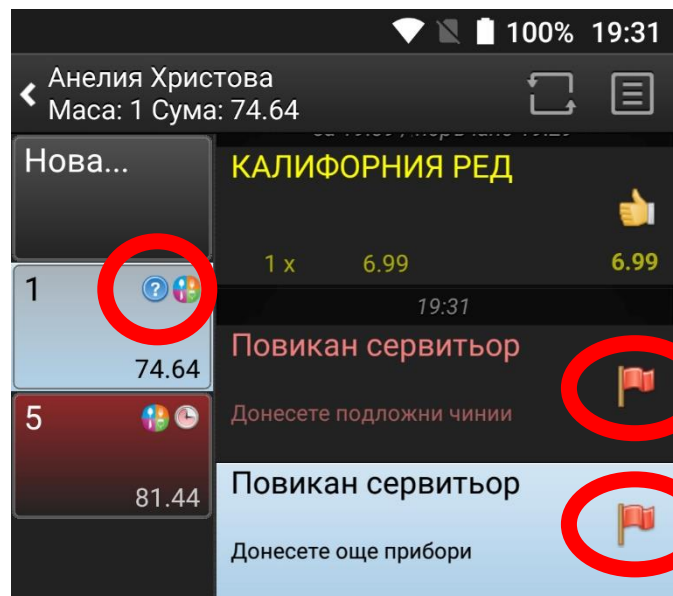 100% 19:31
Анелия Христова
Маса: 1 Сума: 74.64
Нова...
КАЛИФОРНИЯ РЕД
1 x 6.99 6.99
19:31
1
74.64
Повикан сервитьор
Донесете подложни чинии
5
81.44
Повикан сервитьор
Донесете още прибори